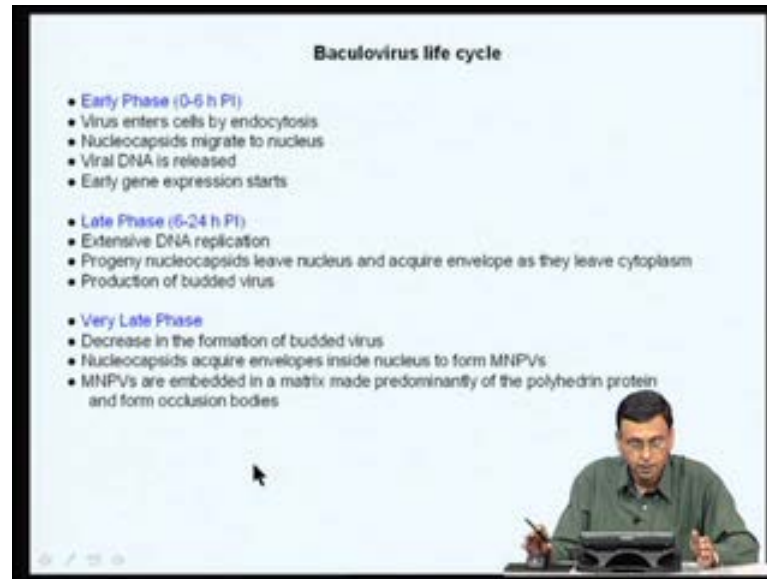 Baculovirus life cycle
• Early Phase (0-6 h PI)
• Virus enters cells by endocytosis
• Nucleocapsids migrate to nucleus
• Viral DNA is released
• Early gene expression starts
• Late Phase (6-24 h PI)
• Extensive DNA replication
• Progeny nucleocapsids leave nucleus and acquire envelope as they leave cytoplasm
• Production of budded virus
• Very Late Phase
• Decrease in the formation of budded virus
• Nucleocapsids acquire envelopes inside nucleus to form MNPVs
• MNPVs are embedded in a matrix made predominantly of the polyhedrin protein
and form occlusion bodies